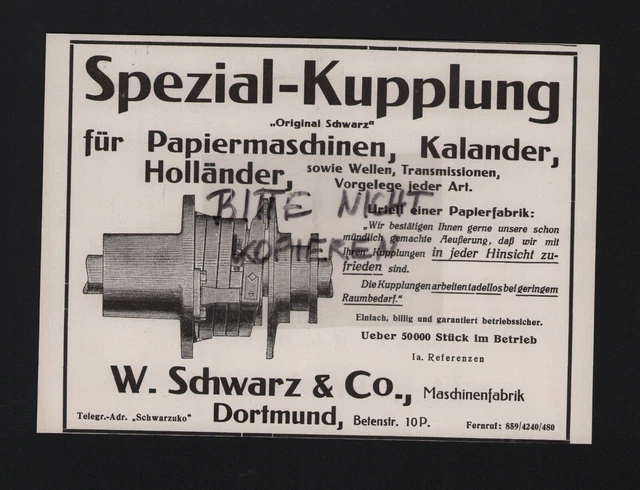 Spezial-Kupplung
„Original Schwarz“
für Papiermaschinen, Kalander,
Holländer, sowie Wellen, Transmissionen,
Vorgelege jeder Art.
BITTE NICHT
KOPIEREN
Urteil einer Papierfabrik:
„Wir bestätigen Ihnen gerne unsere schon
mündlich gemachte Aeußerung, daß wir mit
Ihren Kupplungen in jeder Hinsicht zu-
frieden sind.
Die Kupplungen arbeiten tadellos bei geringem
Raumbedarf.“
Einfach, billig und garantiert betriebssicher.
Ueber 50000 Stück im Betrieb
Ia. Referenzen
W. Schwarz & Co., Maschinenfabrik
Telegr.-Adr. „Schwarzuko“ Dortmund, Betenstr. 10 P. Fernruf: 859/4240/480